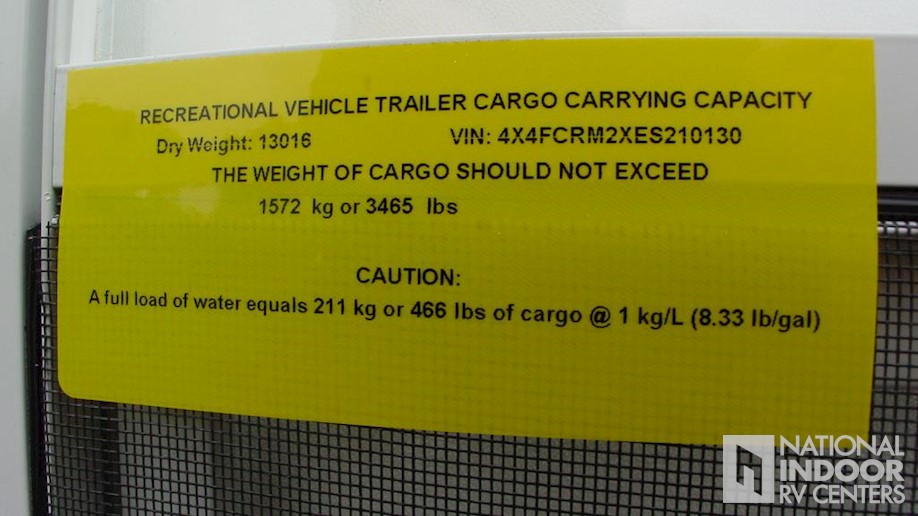 RECREATIONAL VEHICLE TRAILER CARGO CARRYING CAPACITY
Dry Weight: 13016 VIN: 4X4FCRM2XES210130
THE WEIGHT OF CARGO SHOULD NOT EXCEED
1572 kg or 3465 lbs
CAUTION:
A full load of water equals 211 kg or 466 lbs of cargo @ 1 kg/L (8.33 lb/gal)
NATIONAL
INDOOR
RV CENTERS